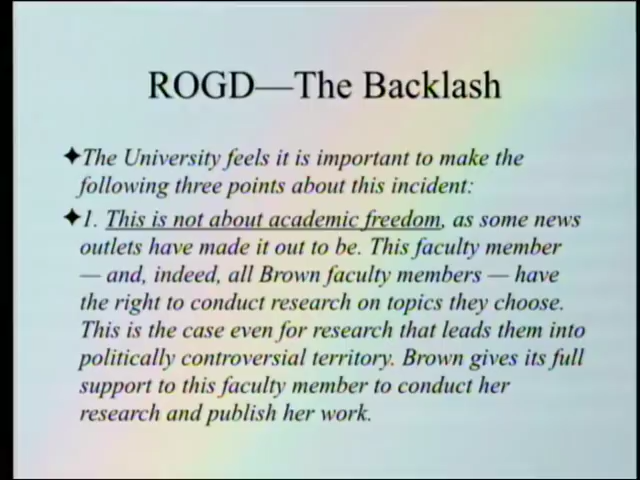 ROGD—The Backlash
✦The University feels it is important to make the
following three points about this incident:
✦1. This is not about academic freedom, as some news
outlets have made it out to be. This faculty member
— and, indeed, all Brown faculty members — have
the right to conduct research on topics they choose.
This is the case even for research that leads them into
politically controversial territory. Brown gives its full
support to this faculty member to conduct her
research and publish her work.